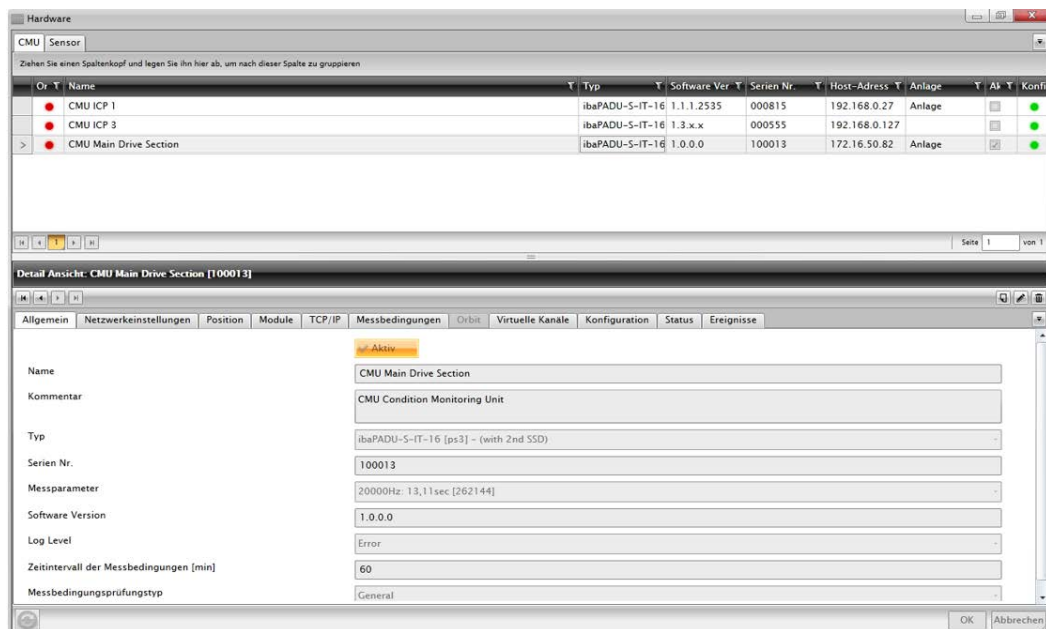 Hardware
CMU Sensor
Ziehen Sie einen Spaltenkopf und legen Sie ihn hier ab, um nach dieser Spalte zu gruppieren
Or Name Typ Software Ver Serien Nr. Host-Adress Anlage Ak Konfi
CMU ICP 1 ibaPADU-S-IT-16 1.1.1.2535 000815 192.168.0.27 Anlage
CMU ICP 3 ibaPADU-S-IT-16 1.3.x.x 000555 192.168.0.127
> CMU Main Drive Section ibaPADU-S-IT-16 1.0.0.0 100013 172.16.50.82 Anlage
1 Seite 1 von 1
Detail Ansicht: CMU Main Drive Section [100013]
Allgemein Netzwerkeinstellungen Position Module TCP/IP Messbedingungen Orbit Virtuelle Kanäle Konfiguration Status Ereignisse
Aktiv
Name CMU Main Drive Section
Kommentar CMU Condition Monitoring Unit
Typ ibaPADU-S-IT-16 [ps3] - (with 2nd SSD)
Serien Nr. 100013
Messparameter 20000Hz: 13,11sec [262144]
Software Version 1.0.0.0
Log Level Error
Zeitintervall der Messbedingungen [min] 60
Messbedingungsprüfungstyp General
OK Abbrechen